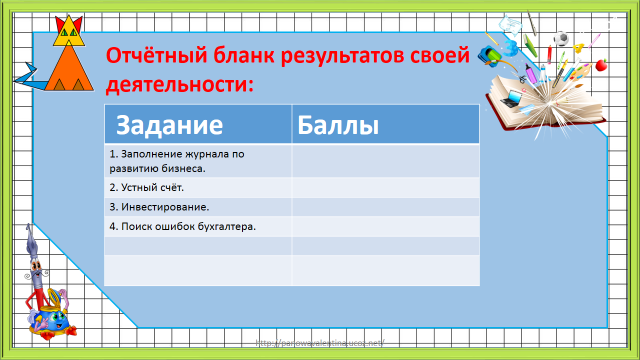 Отчётный бланк результатов своей
деятельности:
Задание Баллы
1. Заполнение журнала по
развитию бизнеса.
2. Устный счёт.
3. Инвестирование.
4. Поиск ошибок бухгалтера.
http://parjowavalentina.ucoz.net/